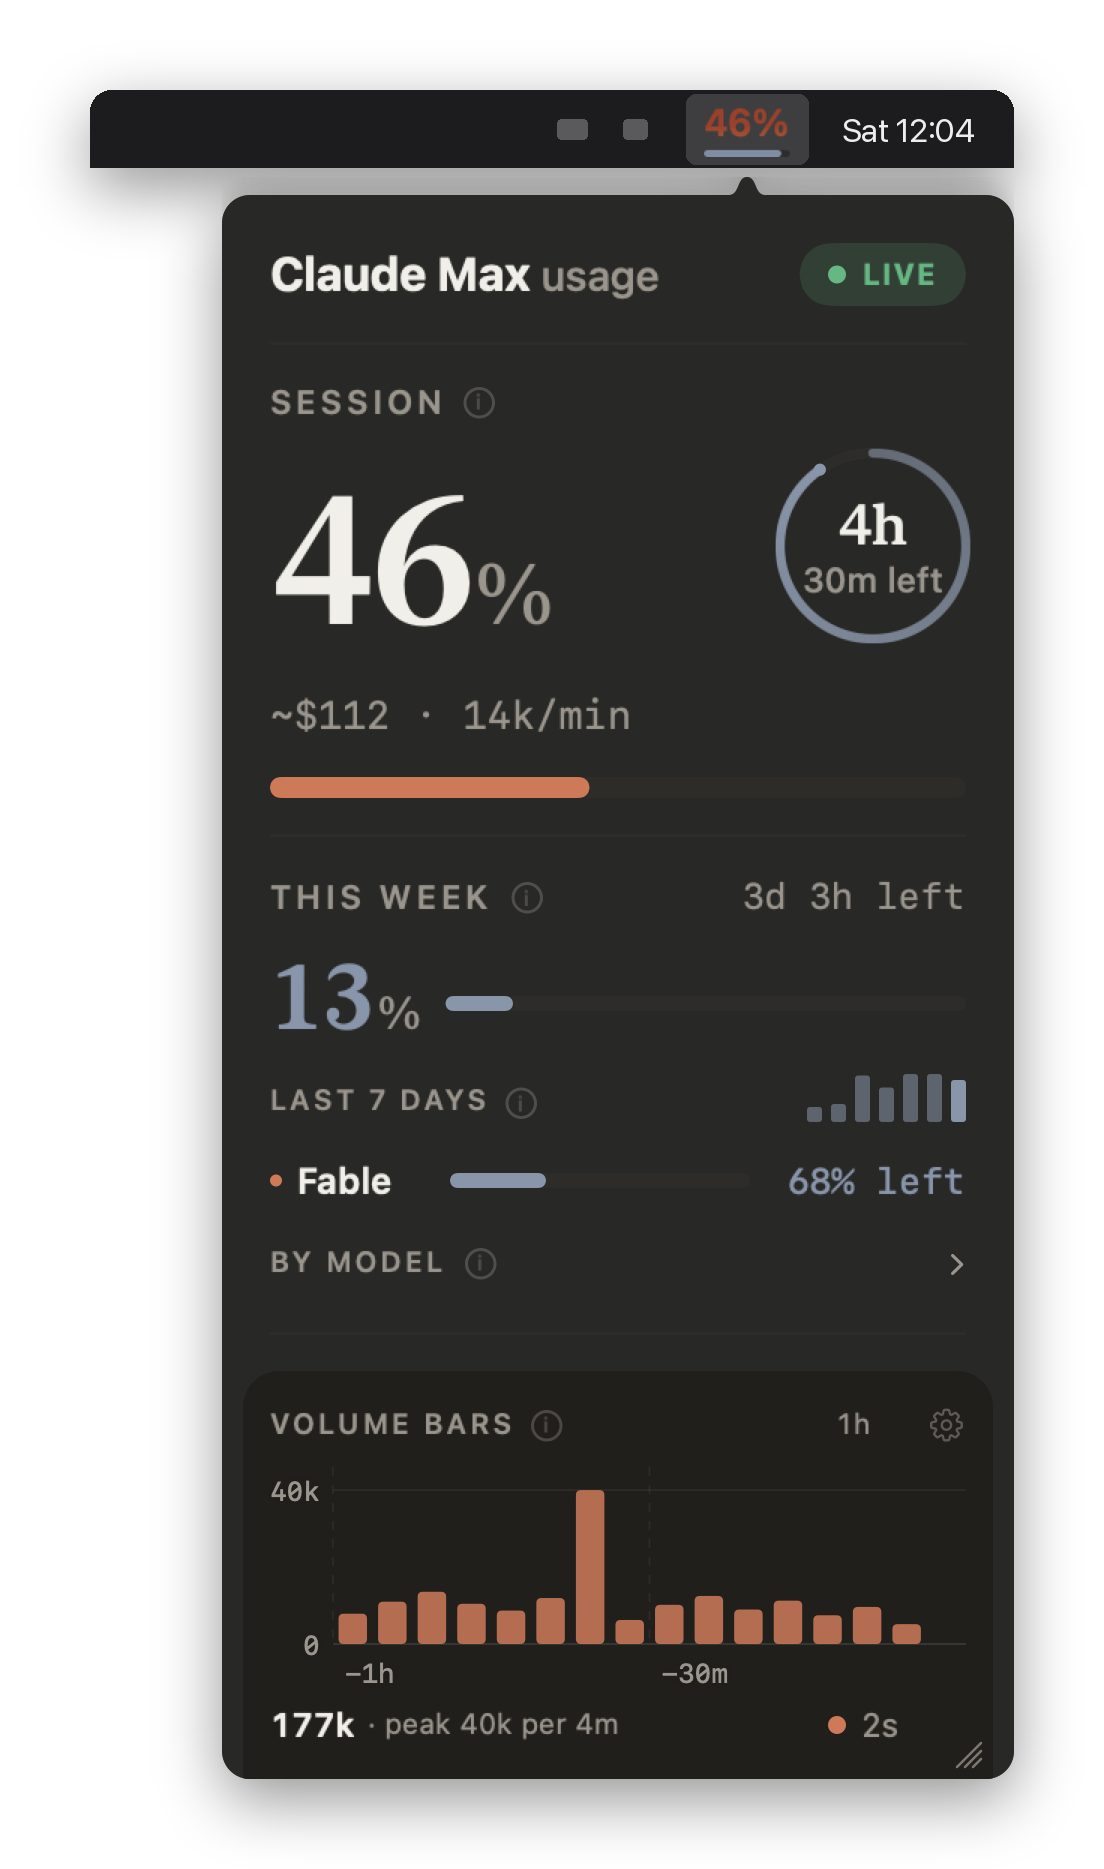 46% Sat 12:04
Claude Max usage LIVE
SESSION
46%
4h
30m left
~$112 · 14k/min
THIS WEEK 3d 3h left
13%
LAST 7 DAYS
Fable 68% left
BY MODEL
VOLUME BARS 1h
40k
0
−1h −30m
177k · peak 40k per 4m 2s